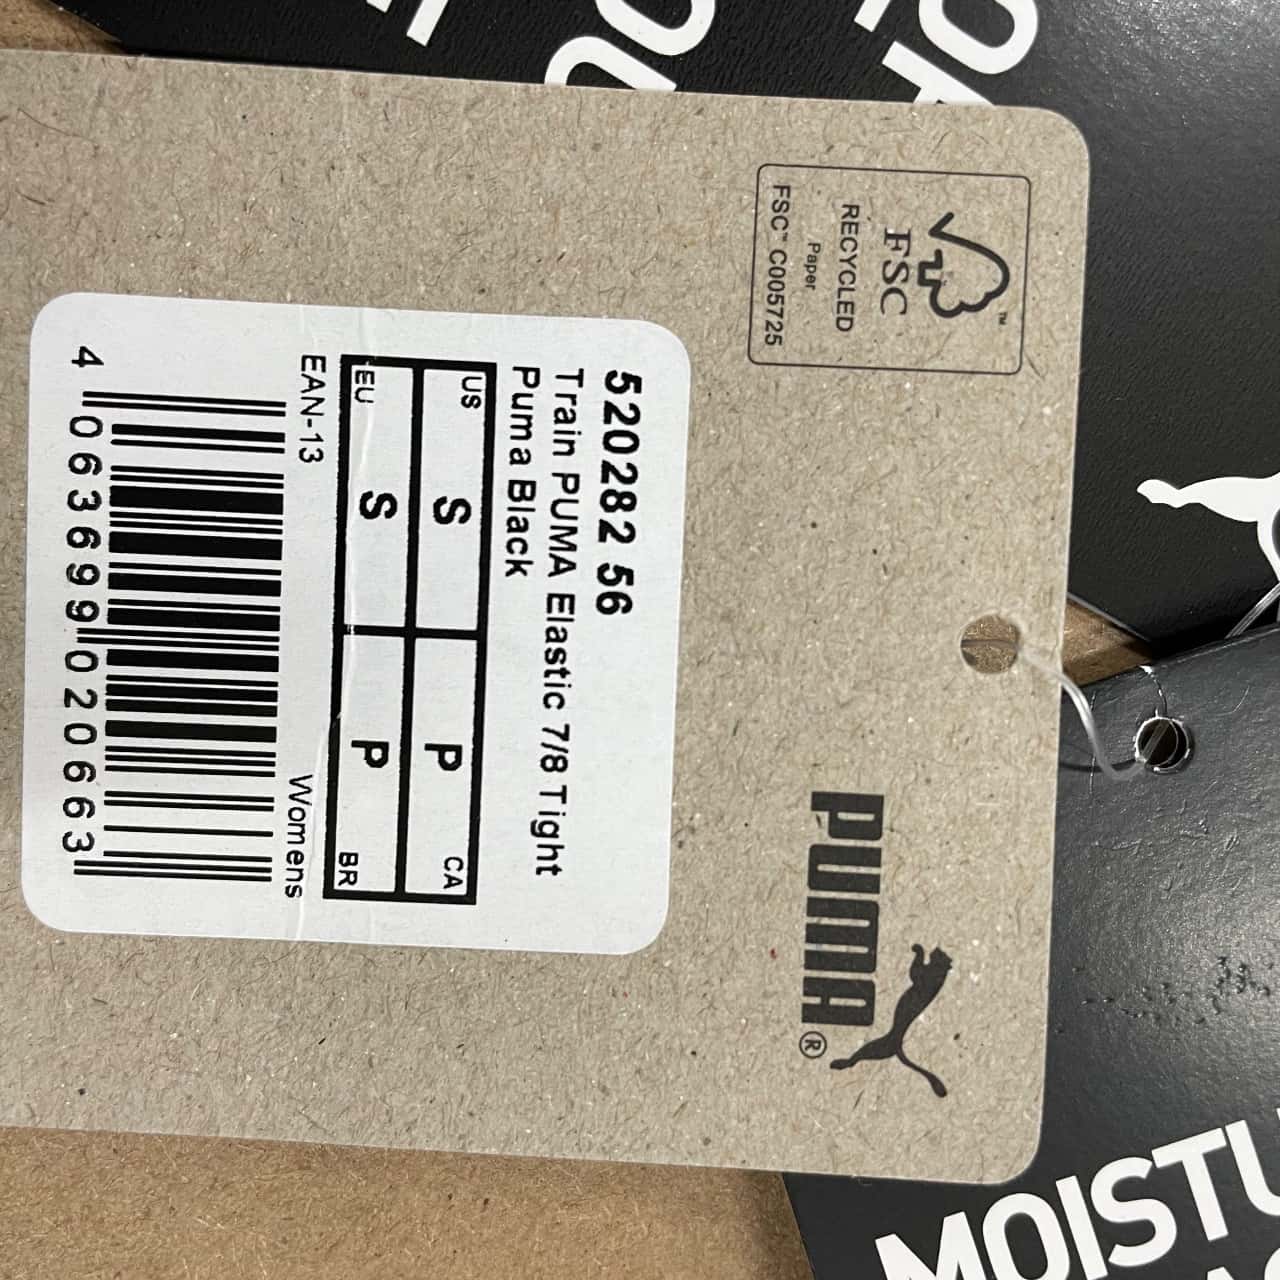 FSC
RECYCLED
Paper
FSC™ C005725
PUMA®
520282 56
Train PUMA Elastic 7/8 Tight
Puma Black
US S P CA
EU S P BR
EAN-13 Womens
4 063699 020663